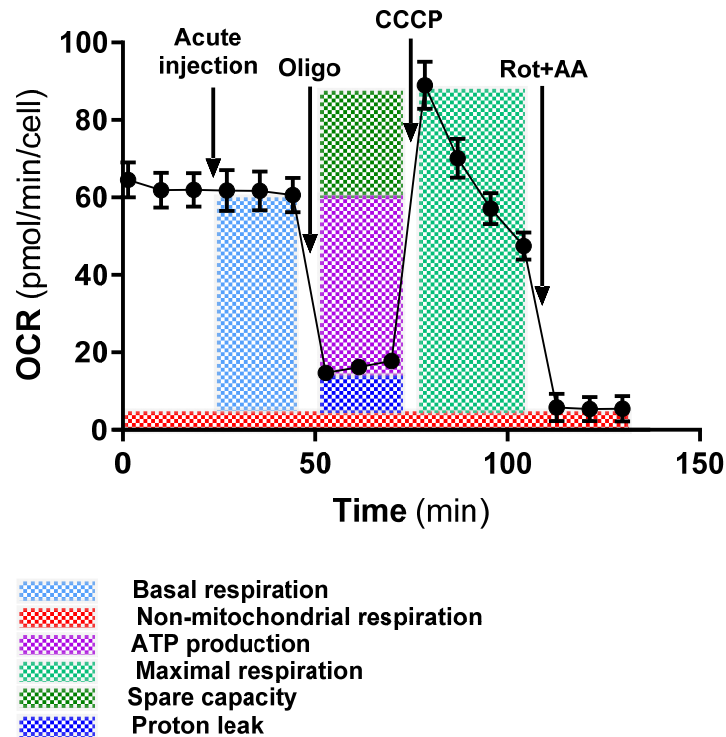 CCCP
Acute
injection
Oligo
Rot+AA
100
80
60
40
20
0
OCR (pmol/min/cell)
0 50 100 150
Time (min)
Basal respiration
Non-mitochondrial respiration
ATP production
Maximal respiration
Spare capacity
Proton leak